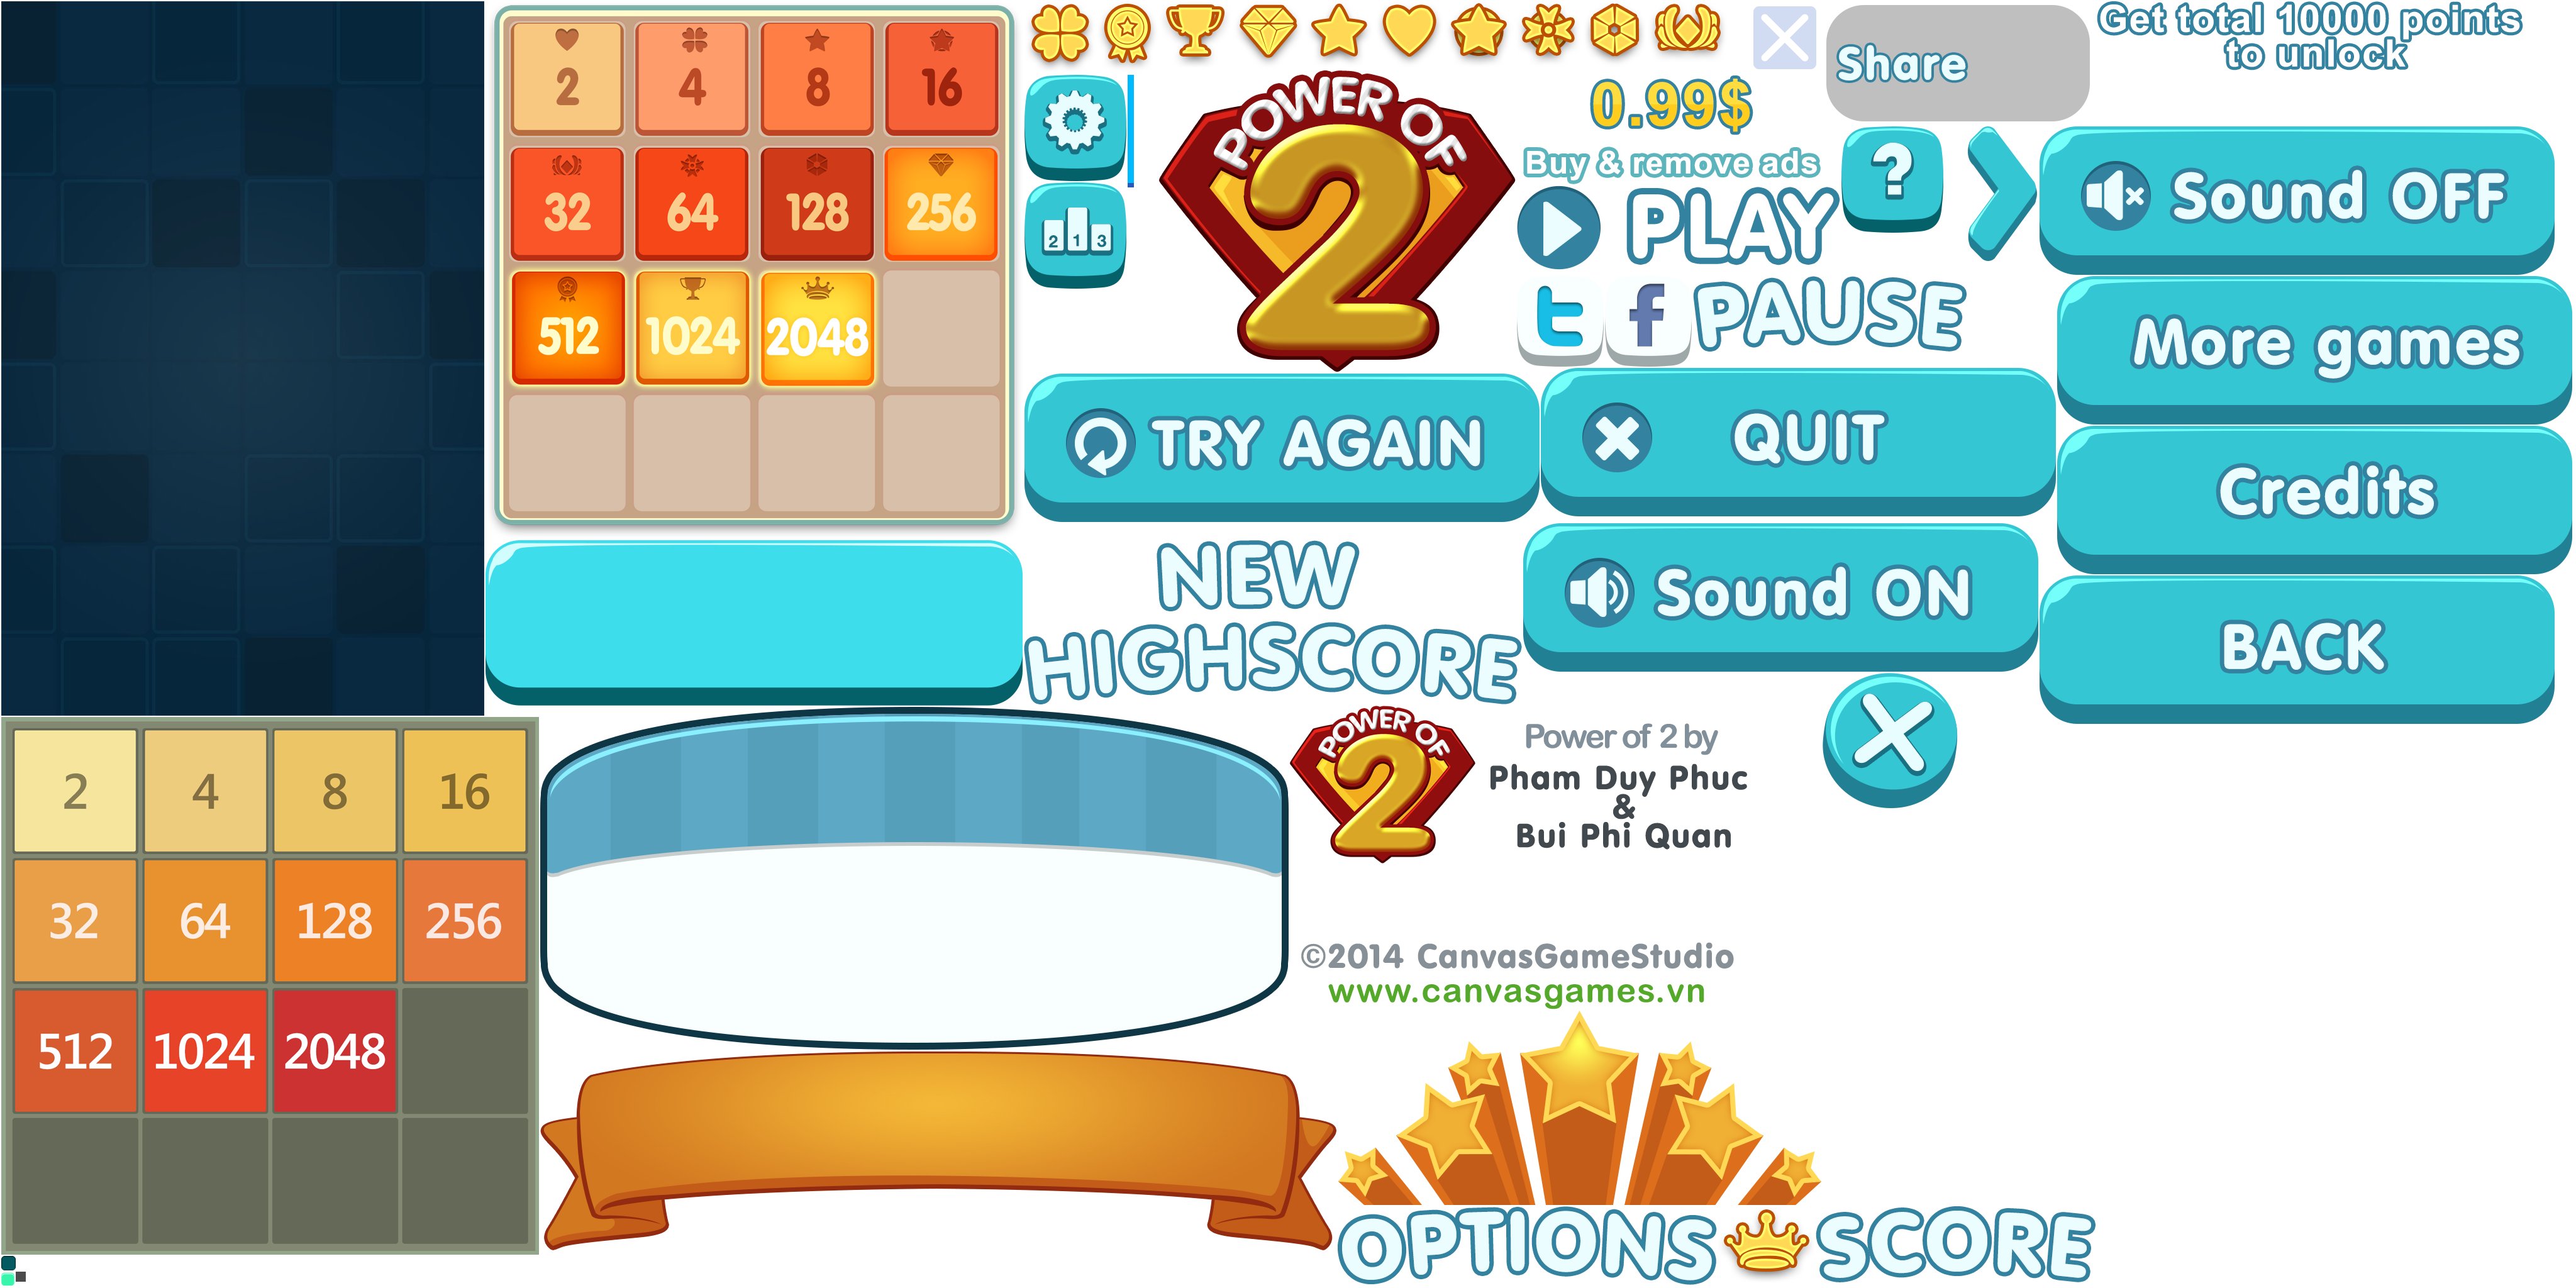 2 4 8 16
32 64 128 256
512 1024 2048
POWER OF
2
0.99$
Buy & remove ads
Share
Get total 10000 points
to unlock
?
2 1 3
PLAY
t f PAUSE
Sound OFF
More games
TRY AGAIN
QUIT
Credits
NEW
HIGHSCORE
Sound ON
BACK
2 4 8 16
32 64 128 256
512 1024 2048
POWER OF
2
Power of 2 by
Pham Duy Phuc
&
Bui Phi Quan
©2014 CanvasGameStudio
www.canvasgames.vn
OPTIONS SCORE